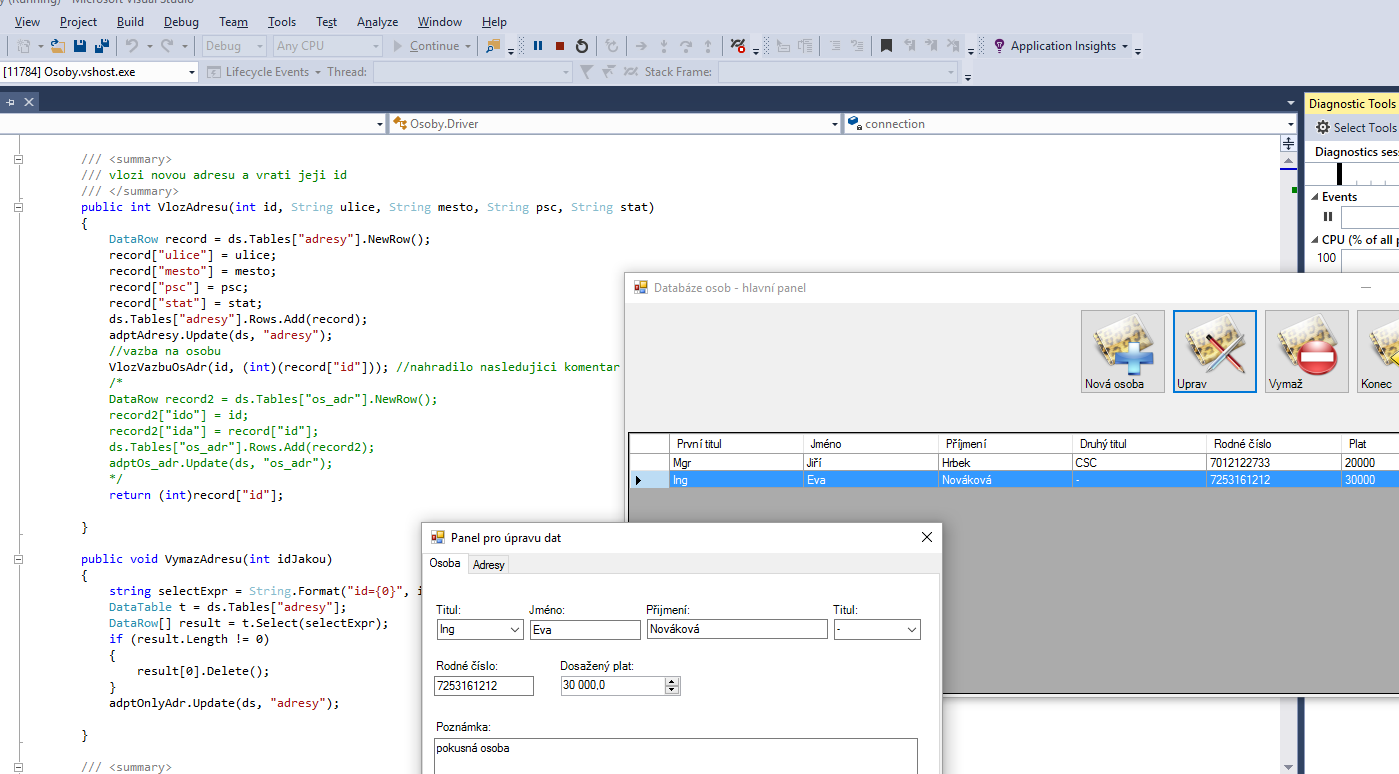 (Running) - Microsoft Visual Studio
View Project Build Debug Team Tools Test Analyze Window Help
Debug Any CPU Continue Application Insights
[11784] Osoby.vshost.exe Lifecycle Events Thread: Stack Frame:
Diagnostic Tools
Osoby.Driver connection
Select Tools
Diagnostics ses
Events
CPU (% of all p
100
/// <summary>
/// vlozi novou adresu a vrati jeji id
/// </summary>
public int VlozAdresu(int id, String ulice, String mesto, String psc, String stat)
{
DataRow record = ds.Tables["adresy"].NewRow();
record["ulice"] = ulice;
record["mesto"] = mesto;
record["psc"] = psc;
record["stat"] = stat;
ds.Tables["adresy"].Rows.Add(record);
adptAdresy.Update(ds, "adresy");
//vazba na osobu
VlozVazbuOsAdr(id, (int)(record["id"])); //nahradilo nasledujici komentar
/*
DataRow record2 = ds.Tables["os_adr"].NewRow();
record2["ido"] = id;
record2["ida"] = record["id"];
ds.Tables["os_adr"].Rows.Add(record2);
adptOs_adr.Update(ds, "os_adr");
*/
return (int)record["id"];
}
public void VymazAdresu(int idJakou)
{
string selectExpr = String.Format("id={0}", i
DataTable t = ds.Tables["adresy"];
DataRow[] result = t.Select(selectExpr);
if (result.Length != 0)
{
result[0].Delete();
}
adptOnlyAdr.Update(ds, "adresy");
}
/// <summary>
Databáze osob - hlavní panel
Nová osoba Uprav Vymaž Konec
První titul Jméno Příjmení Druhý titul Rodné číslo Plat
Mgr Jiří Hrbek CSC 7012122733 20000
Ing Eva Nováková - 7253161212 30000
Panel pro úpravu dat
Osoba Adresy
Titul: Jméno: Příjmení: Titul:
Ing Eva Nováková -
Rodné číslo: Dosažený plat:
7253161212 30 000,0
Poznámka:
pokusná osoba